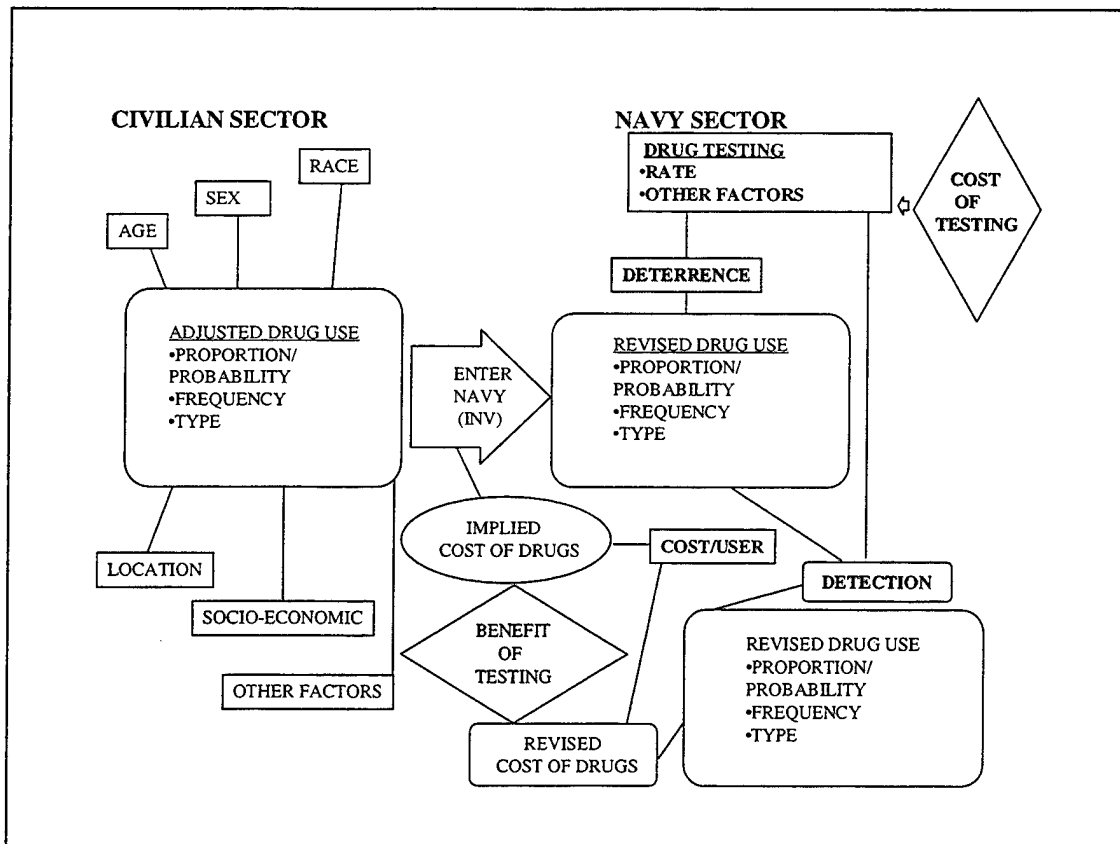 CIVILIAN SECTOR
RACE
SEX
AGE
ADJUSTED DRUG USE
•PROPORTION/
PROBABILITY
•FREQUENCY
•TYPE
LOCATION
SOCIO-ECONOMIC
OTHER FACTORS
ENTER
NAVY
(INV)
NAVY SECTOR
DRUG TESTING
•RATE
•OTHER FACTORS
COST
OF
TESTING
DETERRENCE
REVISED DRUG USE
•PROPORTION/
PROBABILITY
•FREQUENCY
•TYPE
IMPLIED
COST OF DRUGS
COST/USER
DETECTION
BENEFIT
OF
TESTING
REVISED
COST OF DRUGS
REVISED DRUG USE
•PROPORTION/
PROBABILITY
•FREQUENCY
•TYPE